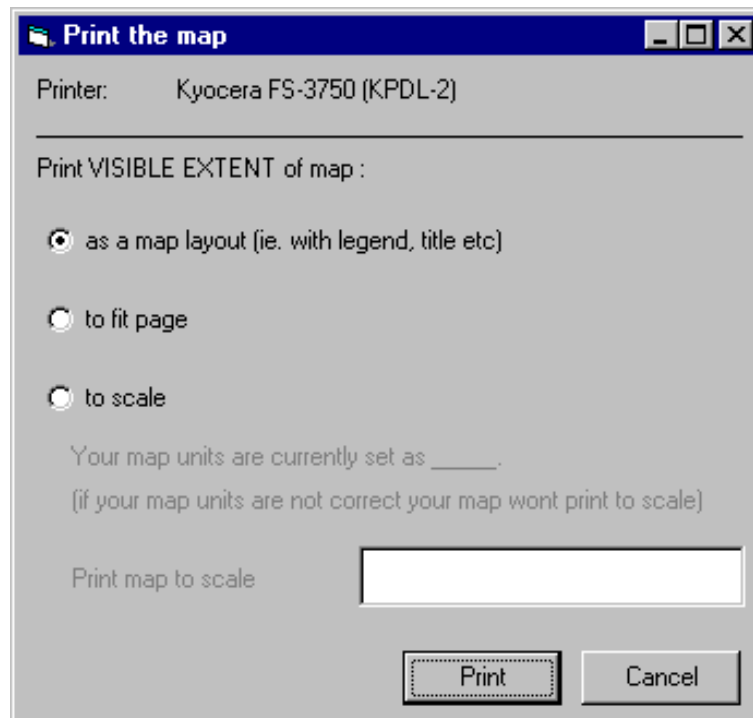 Print the map
Printer: Kyocera FS-3750 (KPDL-2)
Print VISIBLE EXTENT of map :
as a map layout (ie. with legend, title etc)
to fit page
to scale
Your map units are currently set as _____.
(if your map units are not correct your map wont print to scale)
Print map to scale
Print Cancel